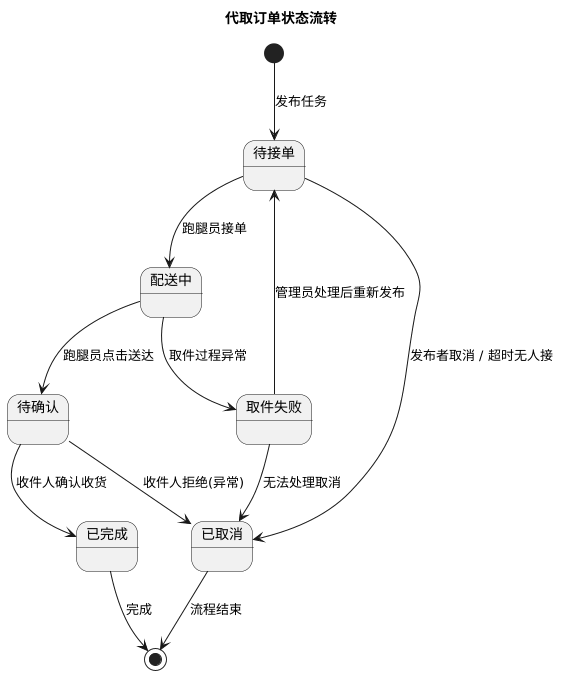 代取订单状态流转
发布任务
待接单
跑腿员接单
配送中
管理员处理后重新发布
跑腿员点击送达
取件过程异常
发布者取消 / 超时无人接
待确认
取件失败
收件人确认收货
收件人拒绝(异常)
无法处理取消
已完成
已取消
完成
流程结束